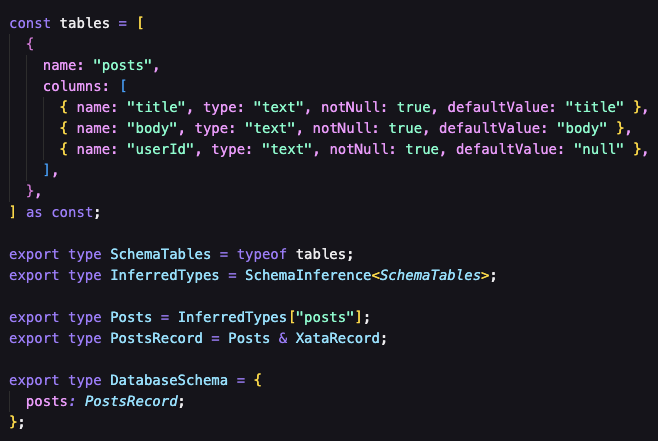 const tables = [
{
name: "posts",
columns: [
{ name: "title", type: "text", notNull: true, defaultValue: "title" },
{ name: "body", type: "text", notNull: true, defaultValue: "body" },
{ name: "userId", type: "text", notNull: true, defaultValue: "null" },
],
},
] as const;
export type SchemaTables = typeof tables;
export type InferredTypes = SchemaInference<SchemaTables>;
export type Posts = InferredTypes["posts"];
export type PostsRecord = Posts & XataRecord;
export type DatabaseSchema = {
posts: PostsRecord;
};